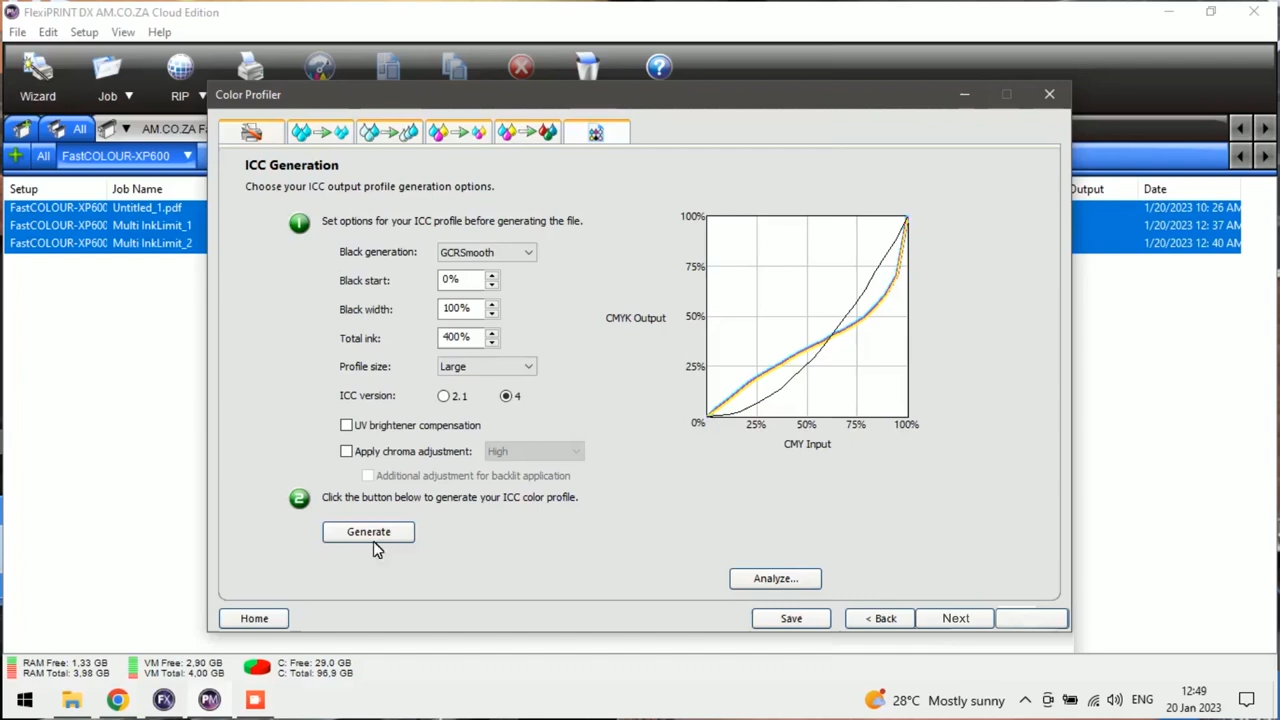 FlexiPRINT DX AM.CO.ZA Cloud Edition
File Edit Setup View Help
Wizard Job RIP
Color Profiler
All AM.CO.ZA F
All FastCOLOUR-XP600
Setup Job Name Output Date
FastCOLOUR-XP600 Untitled_1.pdf 1/20/2023 10: 26 AM
FastCOLOUR-XP600 Multi InkLimit_1 1/20/2023 12: 37 AM
FastCOLOUR-XP600 Multi InkLimit_2 1/20/2023 12: 40 AM
ICC Generation
Choose your ICC output profile generation options.
1 Set options for your ICC profile before generating the file.
Black generation: GCRSmooth
Black start: 0%
Black width: 100%
Total ink: 400%
Profile size: Large
ICC version: 2.1 4
UV brightener compensation
Apply chroma adjustment: High
Additional adjustment for backlit application
2 Click the button below to generate your ICC color profile.
Generate
100%
75%
CMYK Output 50%
25%
0%
25% 50% 75% 100%
CMY Input
Analyze...
Home Save < Back Next
RAM Free: 1.33 GB VM Free: 2,90 GB C: Free: 29,0 GB
RAM Total: 3,98 GB VM Total: 4,00 GB C: Total: 96,9 GB
FX PM 28°C Mostly sunny ENG 12:49
20 Jan 2023